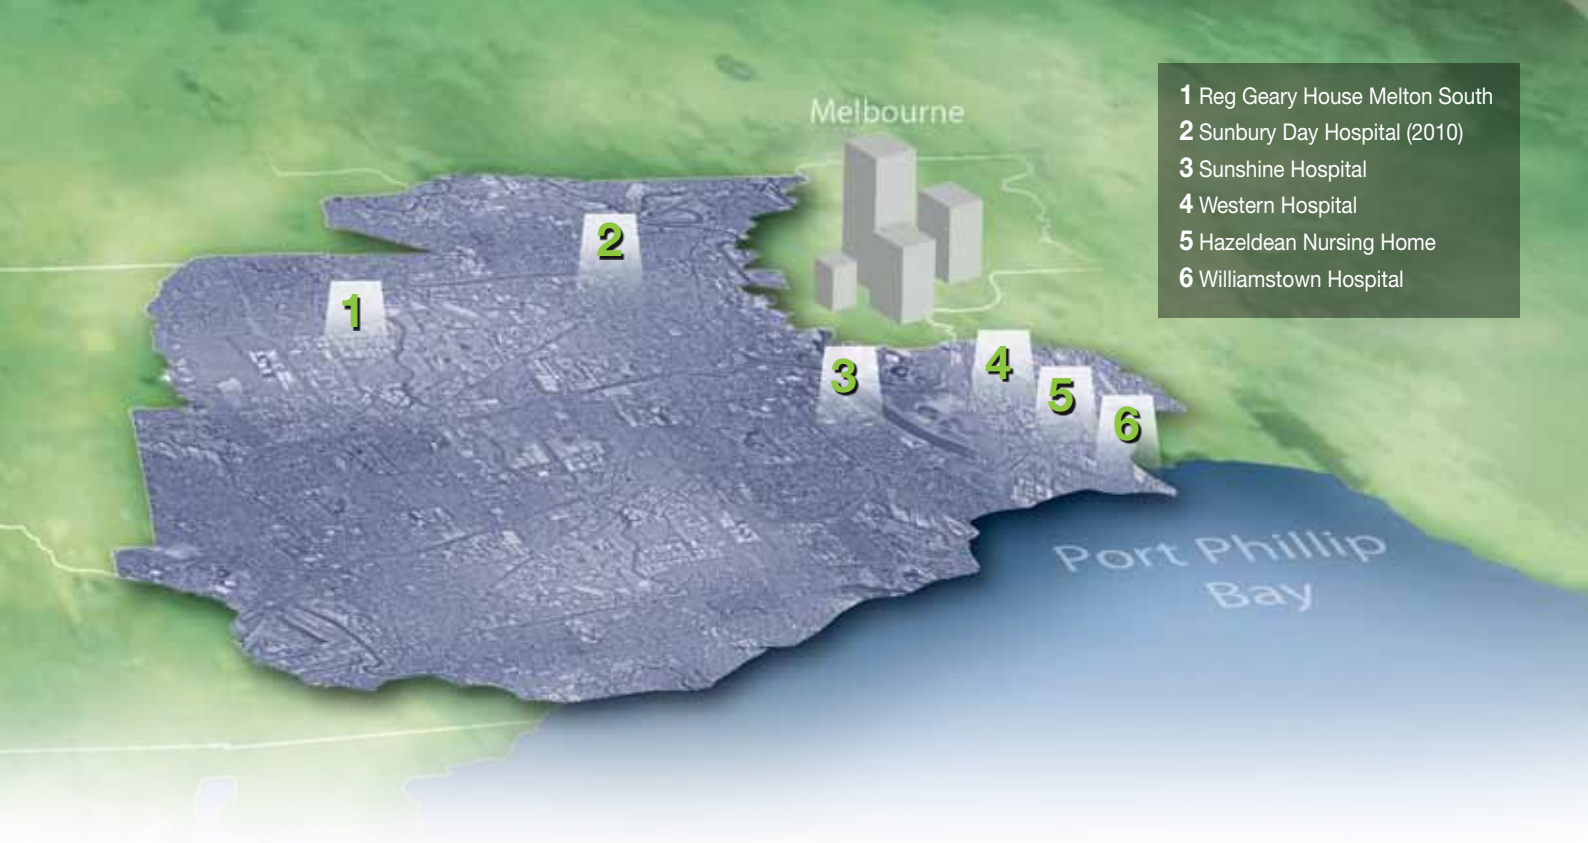 Melbourne
1 Reg Geary House Melton South
2 Sunbury Day Hospital (2010)
3 Sunshine Hospital
4 Western Hospital
5 Hazeldean Nursing Home
6 Williamstown Hospital
2
1
3
4
5
6
Port Phillip
Bay